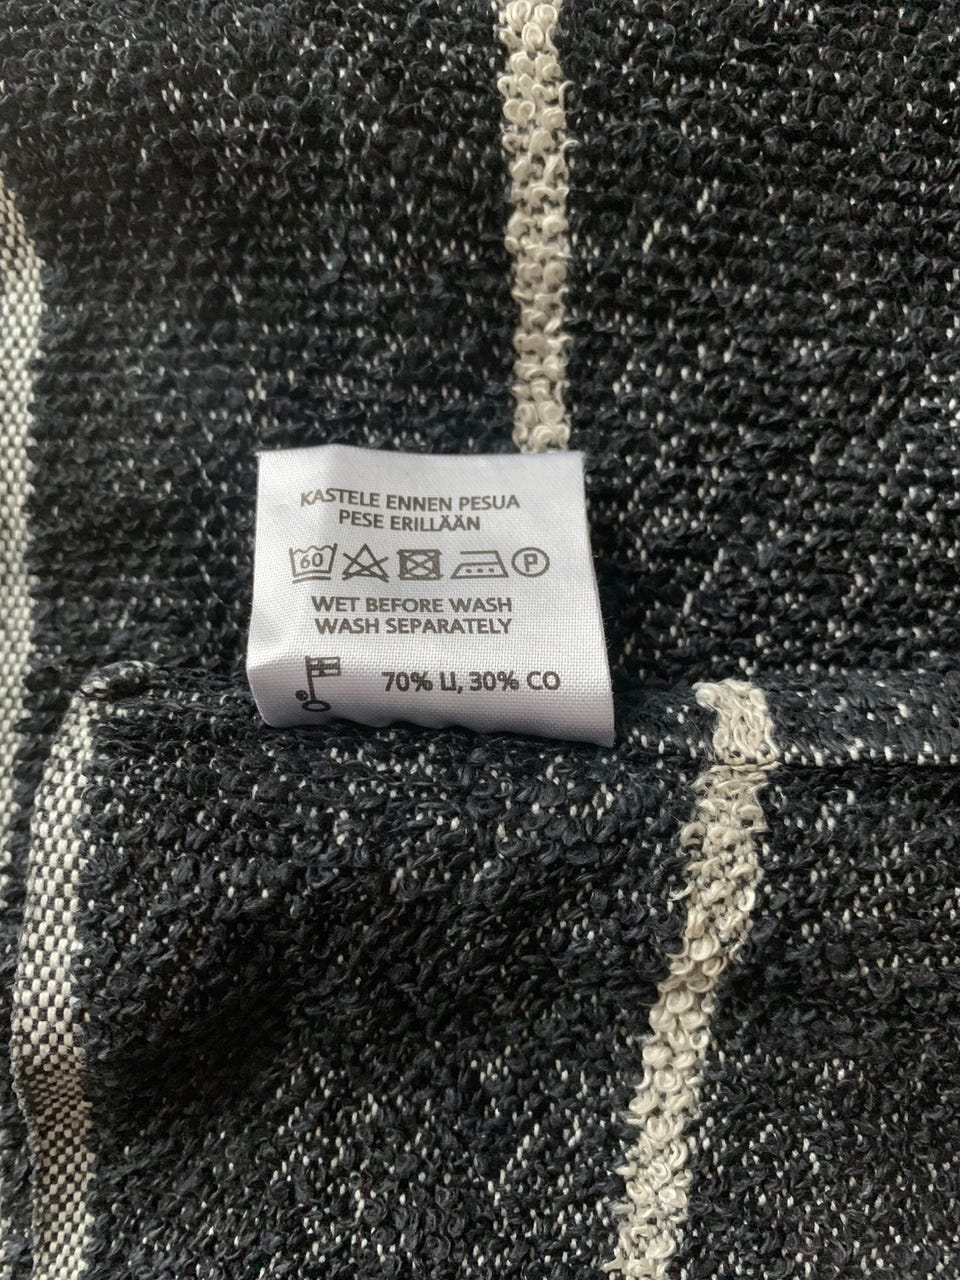 KASTELE ENNEN PESUA
PESE ERILLÄÄN
60 P
WET BEFORE WASH
WASH SEPARATELY
70% LI, 30% CO